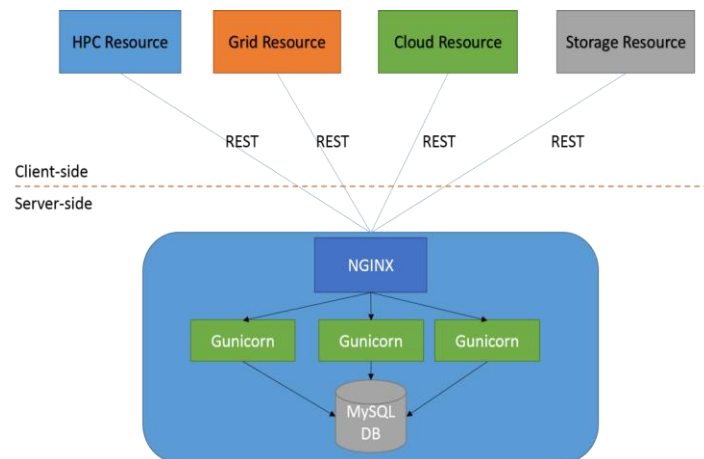 HPC Resource
Grid Resource
Cloud Resource
Storage Resource
REST
REST
REST
REST
Client-side
Server-side
NGINX
Gunicorn
Gunicorn
Gunicorn
MySQL
DB